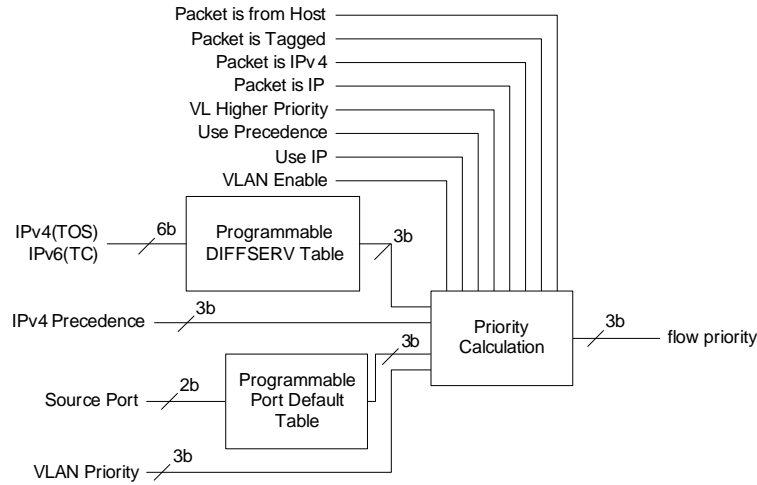 Packet is from Host
Packet is Tagged
Packet is IPv4
Packet is IP
VL Higher Priority
Use Precedence
Use IP
VLAN Enable
IPv4(TOS)
IPv6(TC)
6b
Programmable
DIFFSERV Table
3b
IPv4 Precedence
3b
Priority
Calculation
3b
flow priority
3b
Source Port
2b
Programmable
Port Default
Table
VLAN Priority
3b